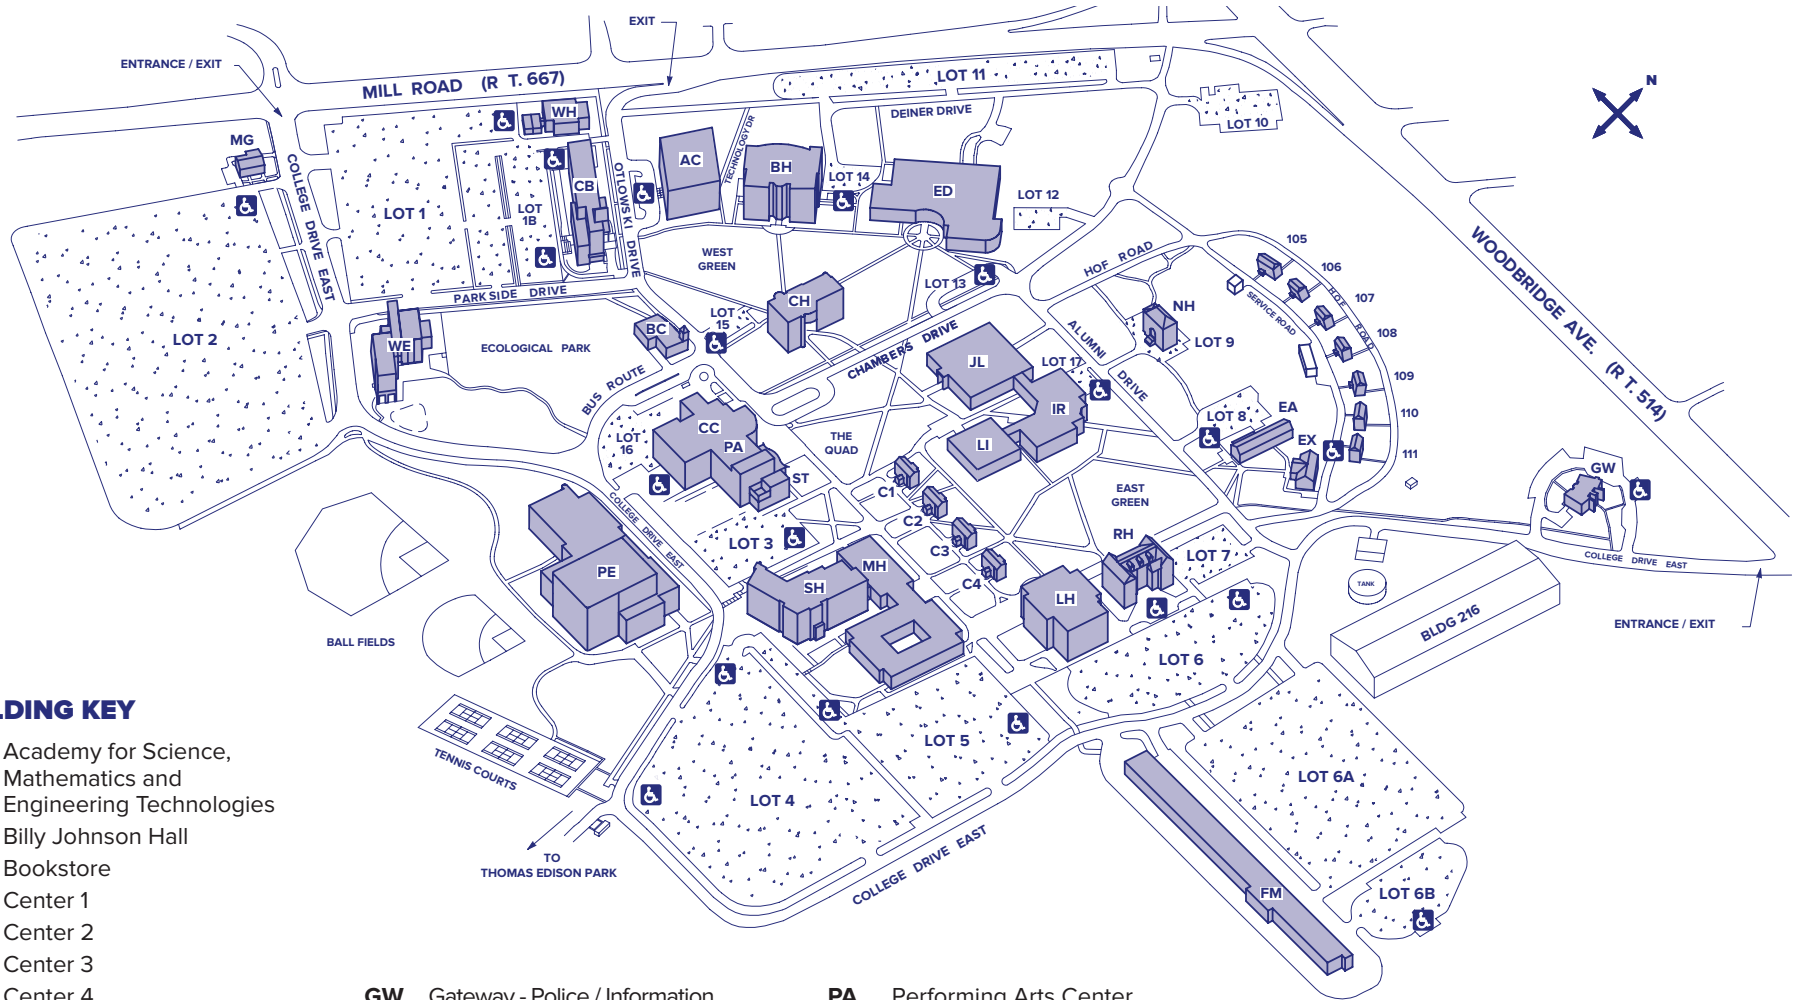 EXIT
ENTRANCE / EXIT
MILL ROAD (R T. 667)
LOT 11
N
WH
DEINER DRIVE
LOT 10
MG
COLLEGE DRIVE EAST
AC
TECHNOLOGY DR
BH
LOT 14
ED
LOT 12
CB
LOT 1
LOT
1B
OTLOWSKI DRIVE
WEST
GREEN
HOF ROAD
105
106
107
108
109
110
111
HOF ROAD
SERVICE ROAD
WOODBRIDGE AVE. (R T. 514)
LOT 13
PARKSIDE DRIVE
CH
LOT
15
BC
NH
LOT 9
LOT 2
WE
ECOLOGICAL PARK
CHAMBERS DRIVE
JL
LOT 17
ALUMNI DRIVE
BUS ROUTE
IR
LOT 8
EA
EX
CC
PA
LOT
16
THE
QUAD
LI
ST
C1
C2
C3
C4
EAST
GREEN
GW
COLLEGE DRIVE EAST
LOT 3
RH
LOT 7
COLLEGE DRIVE EAST
PE
MH
SH
LH
TANK
BLDG 216
ENTRANCE / EXIT
BALL FIELDS
LOT 6
TENNIS COURTS
LOT 5
LOT 4
LOT 6A
TO
THOMAS EDISON PARK
COLLEGE DRIVE EAST
FM
LOT 6B
LDING KEY
Academy for Science,
Mathematics and
Engineering Technologies
Billy Johnson Hall
Bookstore
Center 1
Center 2
Center 3
Center 4
GW Gateway - Police / Information
PA Performing Arts Center